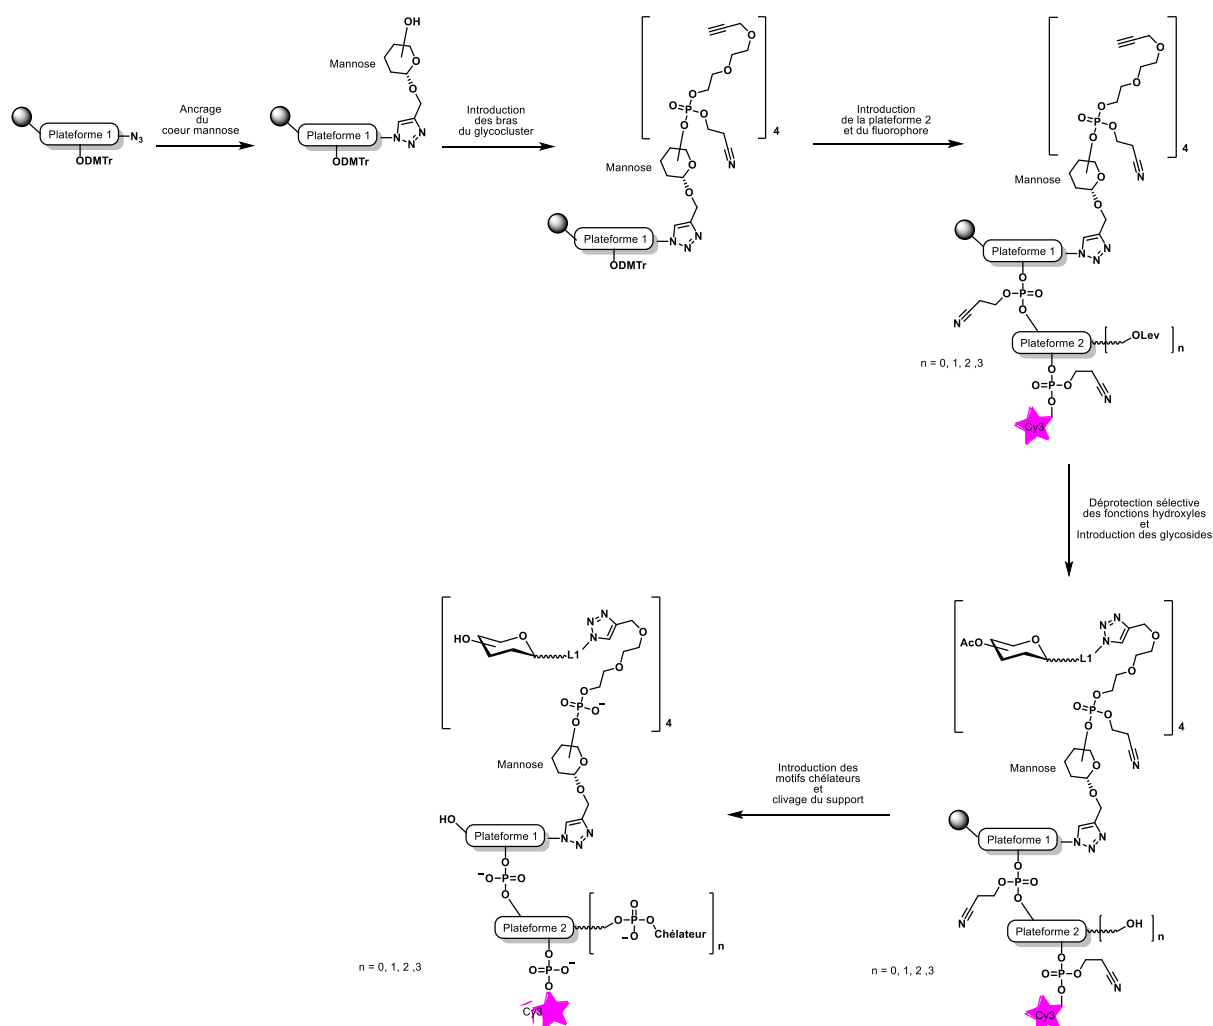 Plateforme 1
N3
ODMTr
Ancrage
du
coeur mannose
OH
Mannose
O
O
Plateforme 1
N
N
N
ODMTr
Introduction
des bras
du glycocluster
O
O
O
O=P
O
O
N
4
Mannose
O
O
Plateforme 1
N
N
N
ODMTr
Introduction
de la plateforme 2
et du fluorophore
O
O
O
O=P
O
O
N
4
Mannose
O
O
Plateforme 1
N
N
N
O
O-P=O
N
O
Plateforme 2
OLev
n
n = 0, 1, 2 ,3
O
O=P-O
N
O
Cy3
Déprotection sélective
des fonctions hydroxyles
et
Introduction des glycosides
AcO
O
L1
N
N
N
O
O
O
O=P
O
O
N
4
Mannose
O
O
Plateforme 1
N
N
N
O
O-P=O
N
O
Plateforme 2
OH
n
n = 0, 1, 2 ,3
O
O=P-O
N
O
Cy3
Introduction des
motifs chélateurs
et
clivage du support
HO
O
L1
N
N
N
O
O
O
O=P
O−
O
4
Mannose
O
O
HO
Plateforme 1
N
N
N
O
−O-P=O
O
Plateforme 2
O
O-P-O
−O
Chélateur
n
n = 0, 1, 2 ,3
O
O=P-O−
O
Cy3